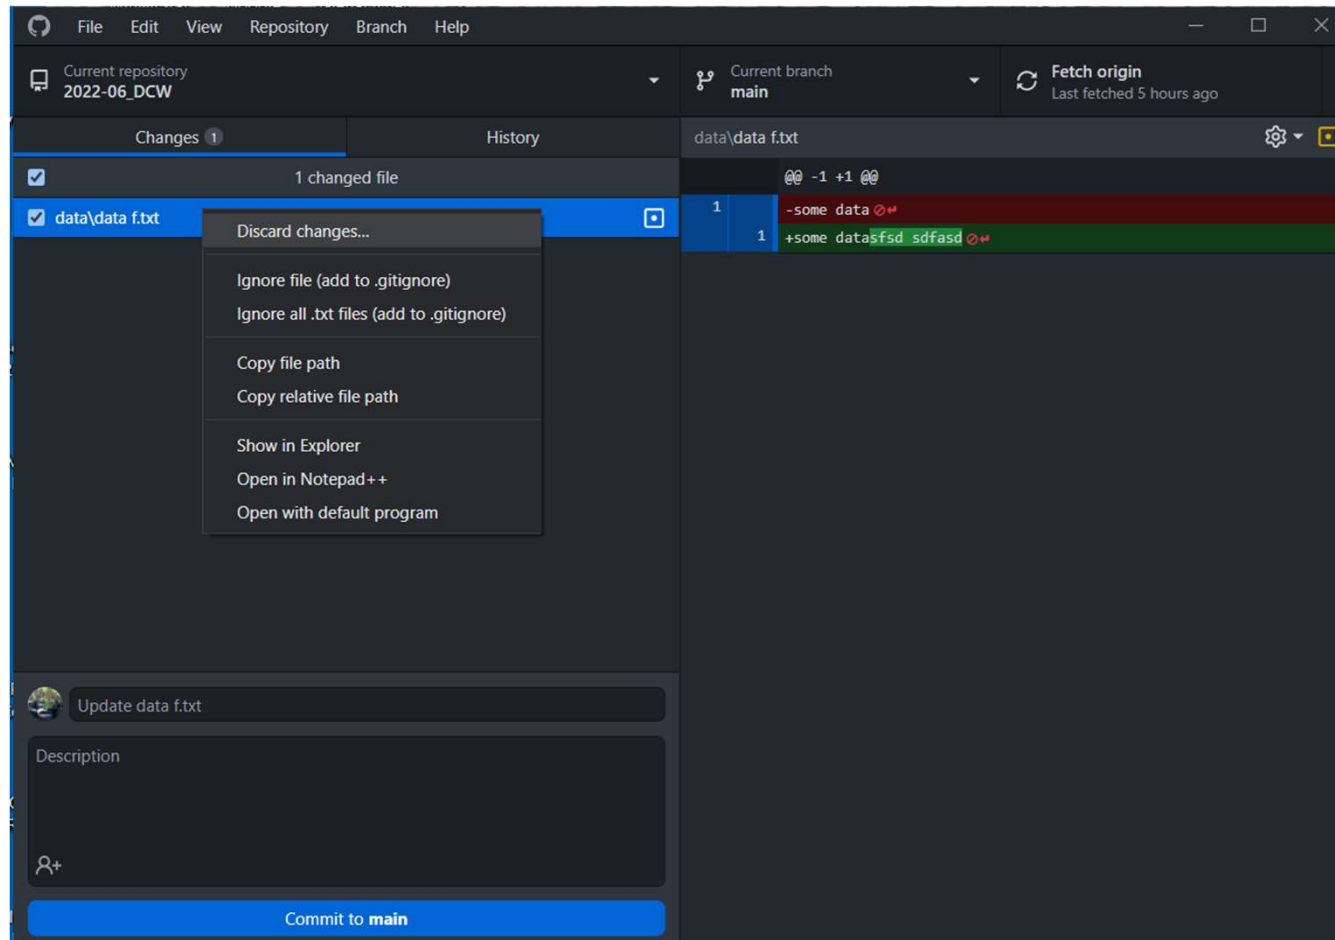 File Edit View Repository Branch Help
Current repository
2022-06_DCW
Current branch
main
Fetch origin
Last fetched 5 hours ago
Changes 1
History
data\data f.txt
1 changed file
@@ -1 +1 @@
data\data f.txt
1 -some data
1 +some datasfsd sdfasd
Discard changes...
Ignore file (add to .gitignore)
Ignore all .txt files (add to .gitignore)
Copy file path
Copy relative file path
Show in Explorer
Open in Notepad++
Open with default program
Update data f.txt
Description
Commit to main